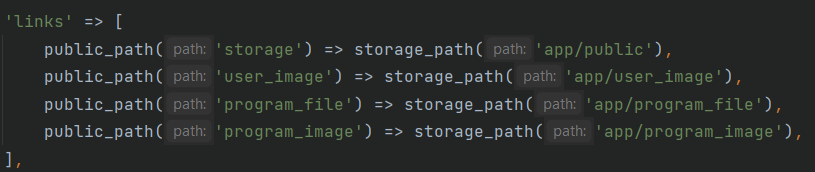 'links' => [
public_path( path: 'storage') => storage_path( path: 'app/public'),
public_path( path: 'user_image') => storage_path( path: 'app/user_image'),
public_path( path: 'program_file') => storage_path( path: 'app/program_file'),
public_path( path: 'program_image') => storage_path( path: 'app/program_image'),
],